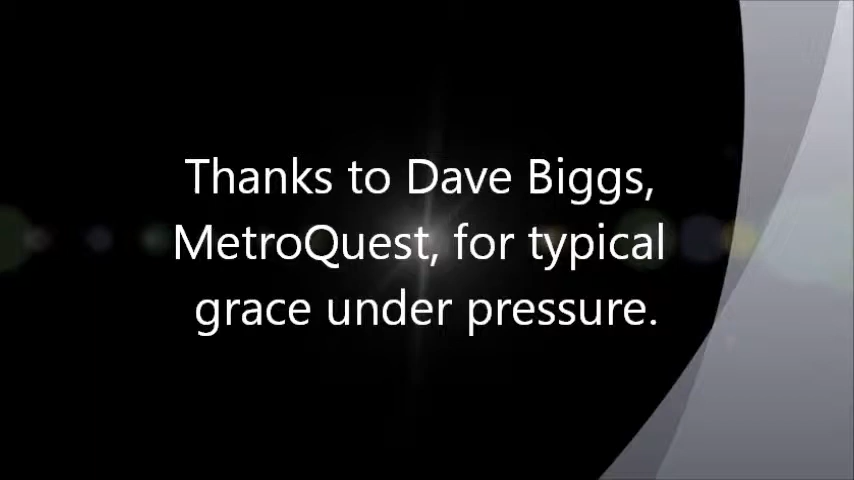 Thanks to Dave Biggs,
MetroQuest, for typical
grace under pressure.